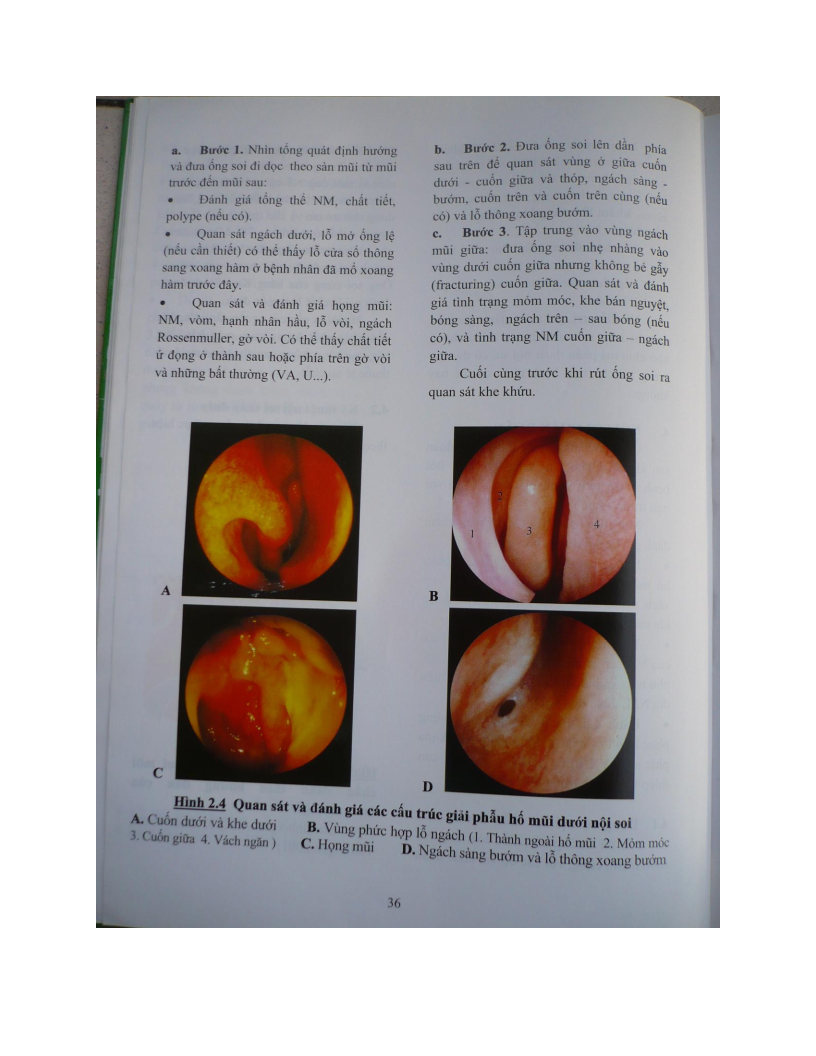 a. Bước 1. Nhìn tổng quát định hướng
và đưa ống soi đi dọc theo sàn mũi từ mũi
trước đến mũi sau:
• Đánh giá tổng thể NM, chất tiết,
polype (nếu có).
• Quan sát ngách dưới, lỗ mở ống lệ
(nếu cần thiết) có thể thấy lỗ cửa sổ thông
sang xoang hàm ở bệnh nhân đã mổ xoang
hàm trước đây.
• Quan sát và đánh giá họng mũi:
NM, vòm, hạnh nhân hầu, lỗ vòi, ngách
Rossenmuller, gờ vòi. Có thể thấy chất tiết
ứ đọng ở thành sau hoặc phía trên gờ vòi
và những bất thường (VA, U...).
b. Bước 2. Đưa ống soi lên dần phía
sau trên để quan sát vùng ở giữa cuốn
dưới - cuốn giữa và thóp, ngách sàng -
bướm, cuốn trên và cuốn trên cùng (nếu
có) và lỗ thông xoang bướm.
c. Bước 3. Tập trung vào vùng ngách
mũi giữa: đưa ống soi nhẹ nhàng vào
vùng dưới cuốn giữa nhưng không bẻ gẫy
(fracturing) cuốn giữa. Quan sát và đánh
giá tình trạng mỏm móc, khe bán nguyệt,
bóng sàng, ngách trên – sau bóng (nếu
có), và tình trạng NM cuốn giữa – ngách
giữa.
Cuối cùng trước khi rút ống soi ra
quan sát khe khứu.
A
B
1
2
3
4
C
D
Hình 2.4 Quan sát và đánh giá các cấu trúc giải phẫu hố mũi dưới nội soi
A. Cuốn dưới và khe dưới B. Vùng phức hợp lỗ ngách (1. Thành ngoài hố mũi 2. Mỏm móc
3. Cuốn giữa 4. Vách ngăn ) C. Họng mũi D. Ngách sàng bướm và lỗ thông xoang bướm
36